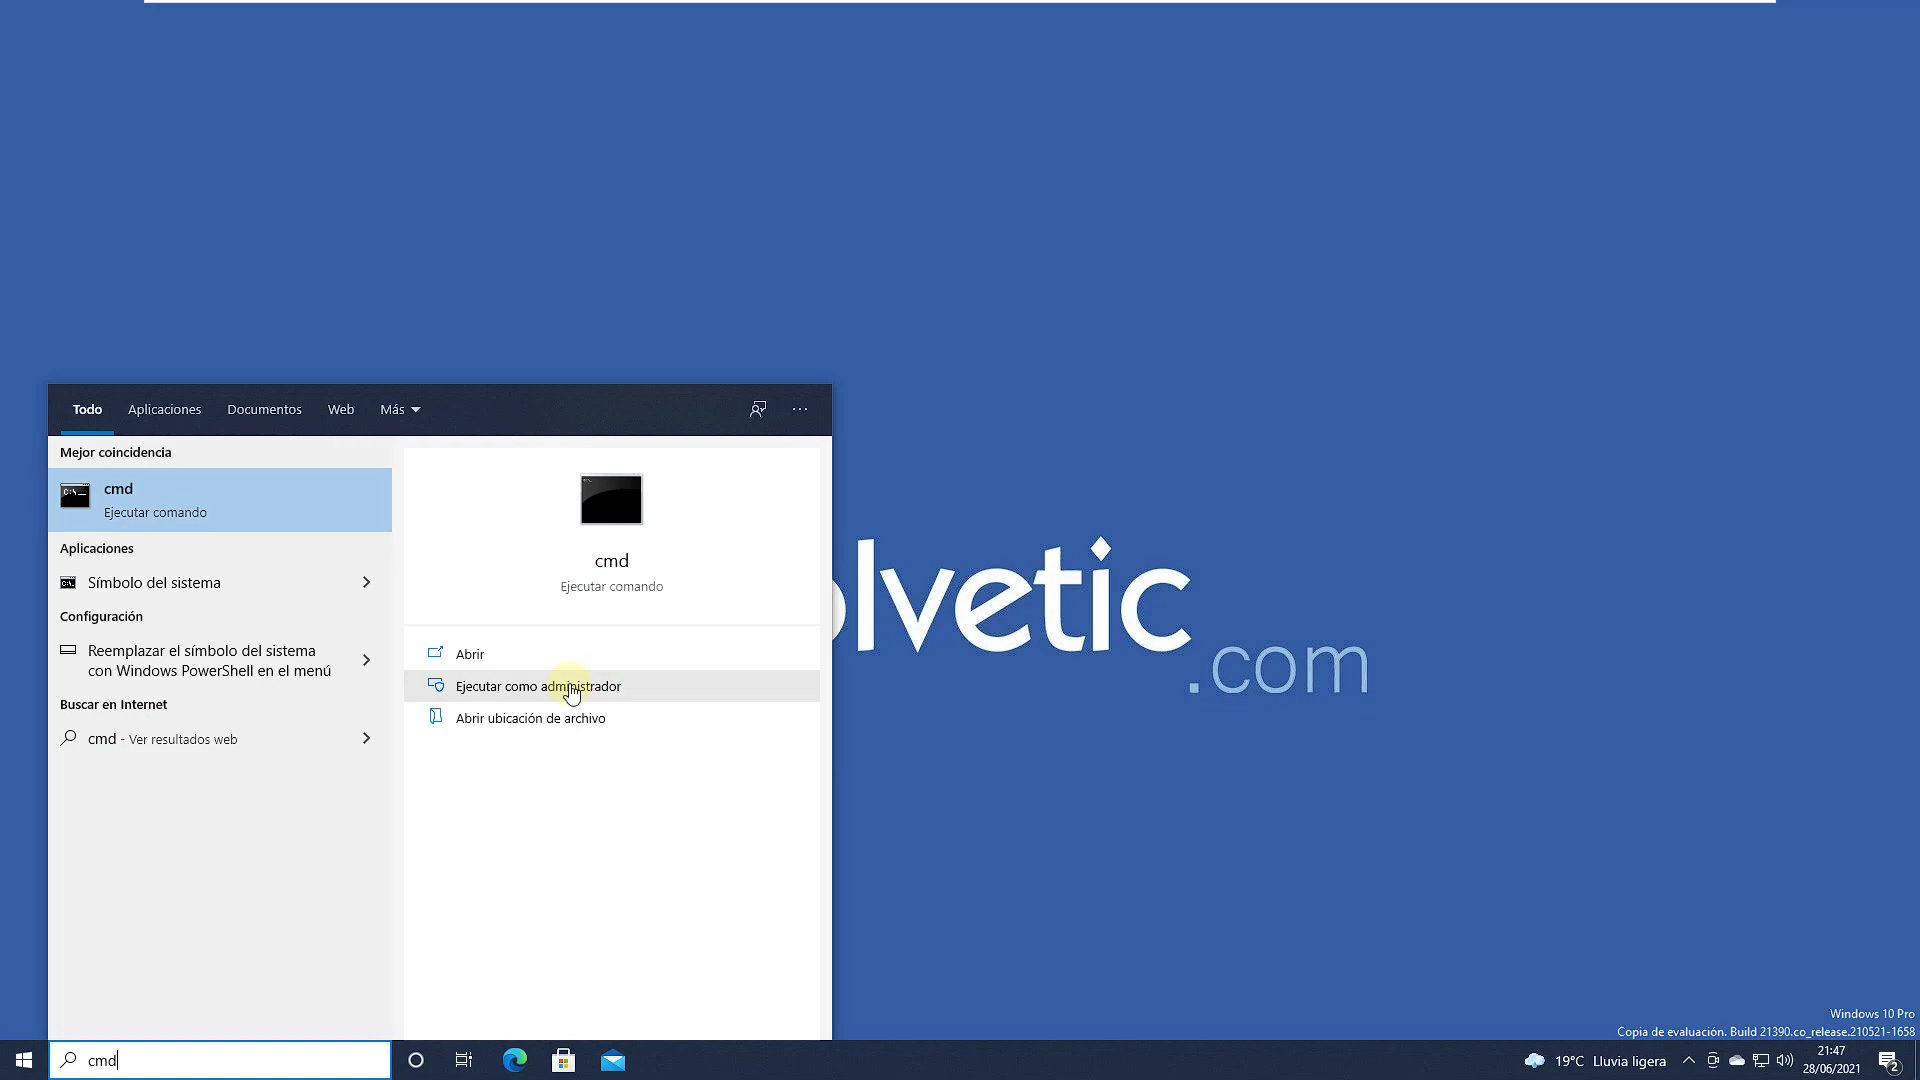 Todo Aplicaciones Documentos Web Más
Mejor coincidencia
cmd
Ejecutar comando
Aplicaciones
Símbolo del sistema
Configuración
Reemplazar el símbolo del sistema
con Windows PowerShell en el menú
Buscar en Internet
cmd - Ver resultados web
cmd
Ejecutar comando
Abrir
Ejecutar como administrador
Abrir ubicación de archivo
olvetic
.com
Windows 10 Pro
Copia de evaluación. Build 21390.co_release.210521-1658
cmd
19°C Lluvia ligera
21:47
28/06/2021
2